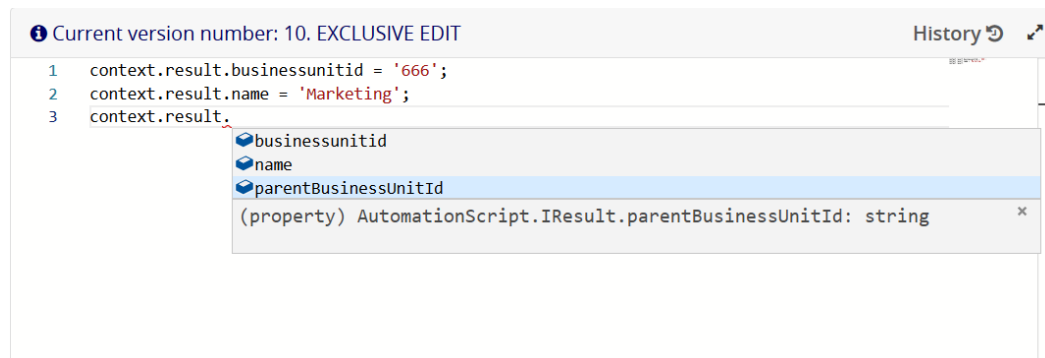 Current version number: 10. EXCLUSIVE EDIT
History
1 context.result.businessunitid = '666';
2 context.result.name = 'Marketing';
3 context.result.
businessunitid
name
parentBusinessUnitId
(property) AutomationScript.IResult.parentBusinessUnitId: string ×